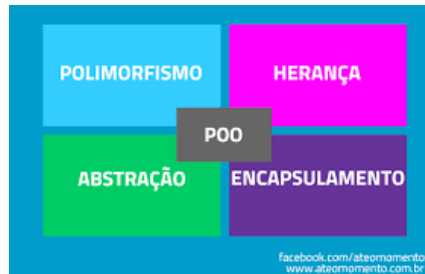 POLIMORFISMO
HERANÇA
POO
ABSTRAÇÃO
ENCAPSULAMENTO
facebook.com/ateomomento
www.ateomomento.com.br